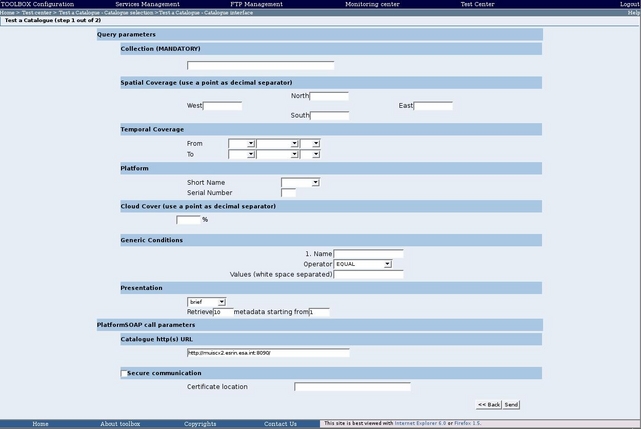 TOOLBOX Configuration Services Management FTP Management Monitoring center Test Center Logout
Home > Test center > Test a Catalogue - Catalogue selection > Test a Catalogue - Catalogue interface Help
Test a Catalogue (step 1 out of 2)
Query parameters
Collection (MANDATORY)
Spatial Coverage (use a point as decimal separator)
North
West East
South
Temporal Coverage
From
To
Platform
Short Name
Serial Number
Cloud Cover (use a point as decimal separator)
%
Generic Conditions
1. Name
Operator EQUAL
Values (white space separated)
Presentation
brief
Retrieve 10 metadata starting from 1
PlatformSOAP call parameters
Catalogue http(s) URL
http://muiscv2.esrin.esa.int:8090/
Secure communication
Certificate location
<< Back Send
Home About toolbox Copyrights Contact Us This site is best viewed with Internet Explorer 6.0 or Firefox 1.5.